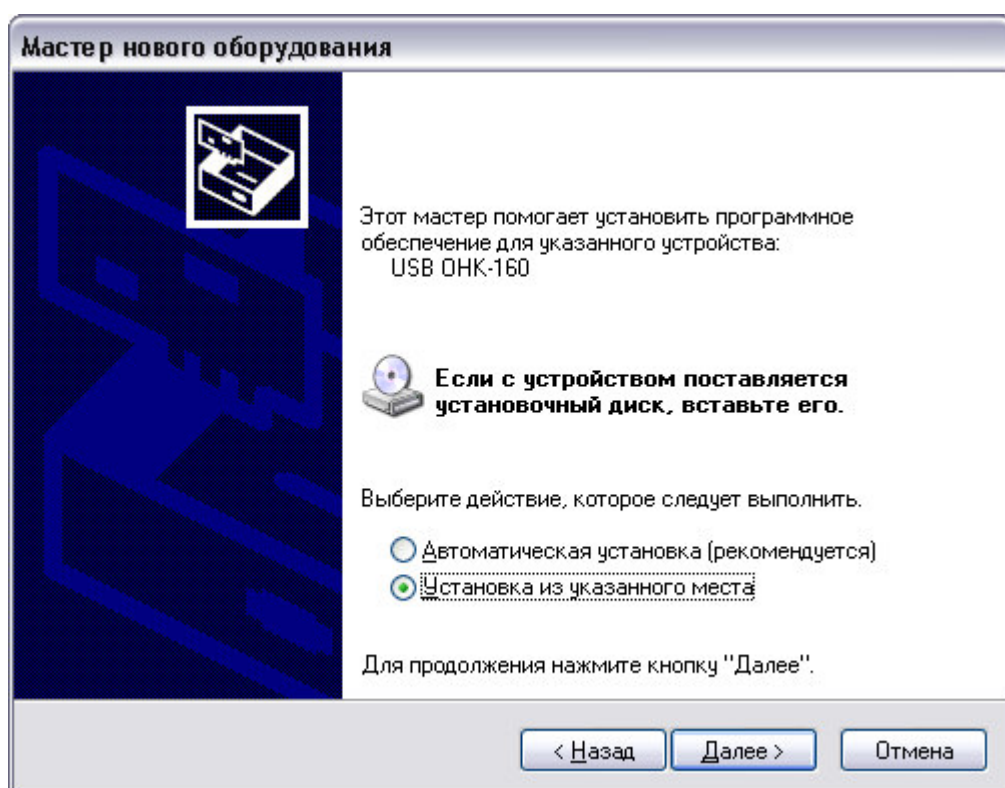 Мастер нового оборудования
Этот мастер помогает установить программное
обеспечение для указанного устройства:
USB ОНК-160
Если с устройством поставляется
установочный диск, вставьте его.
Выберите действие, которое следует выполнить.
Автоматическая установка (рекомендуется)
Установка из указанного места
Для продолжения нажмите кнопку "Далее".
< Назад
Далее >
Отмена